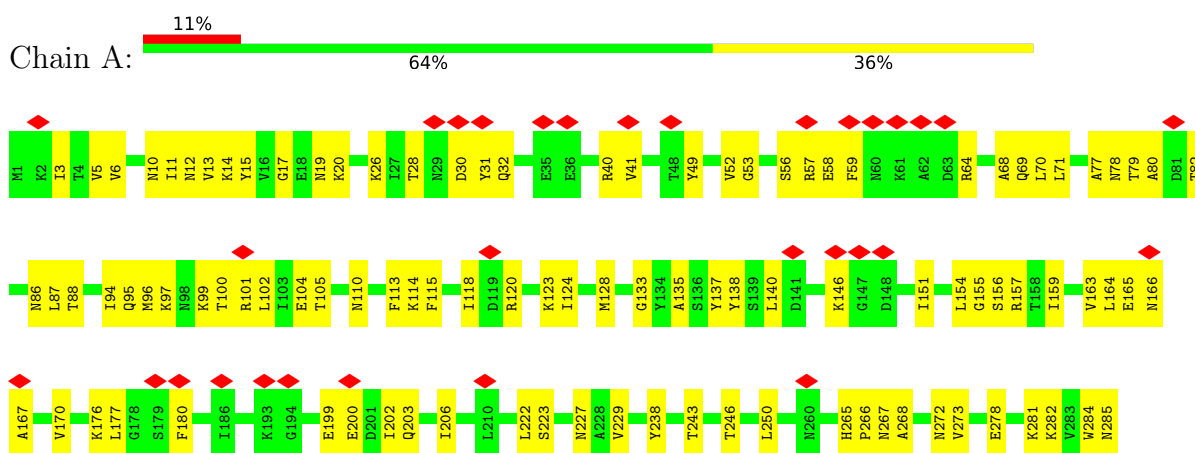 11%
Chain A:
64% 36%
M1 K2 I3 T4 V5 V6 N10 I11 N12 V13 K14 Y15 V16 G17 E18 N19 K20 K26 I27 T28 N29 D30 Y31 Q32 E35 E36 R40 V41 T48 Y49 V52 G53 S56 R57 E58 F59 N60 K61 A62 D63 R64 A68 Q69 L70 L71 A77 N78 T79 A80 D81 T82
N86 L87 T88 I94 Q95 M96 K97 N98 K99 T100 R101 L102 I103 E104 T105 N110 F113 K114 F115 I118 D119 R120 K123 I124 M128 G133 Y134 A135 S136 Y137 Y138 S139 L140 D141 K146 G147 D148 I151 L154 G155 S156 R157 T158 I159 V163 L164 E165 N166
A167 V170 K176 L177 G178 S179 F180 I186 K193 G194 E199 E200 D201 I202 Q203 I206 L210 L222 S223 N227 A228 V229 Y238 T243 T246 L250 N260 H265 P266 N267 A268 N272 V273 E278 K281 K282 V283 W284 N285